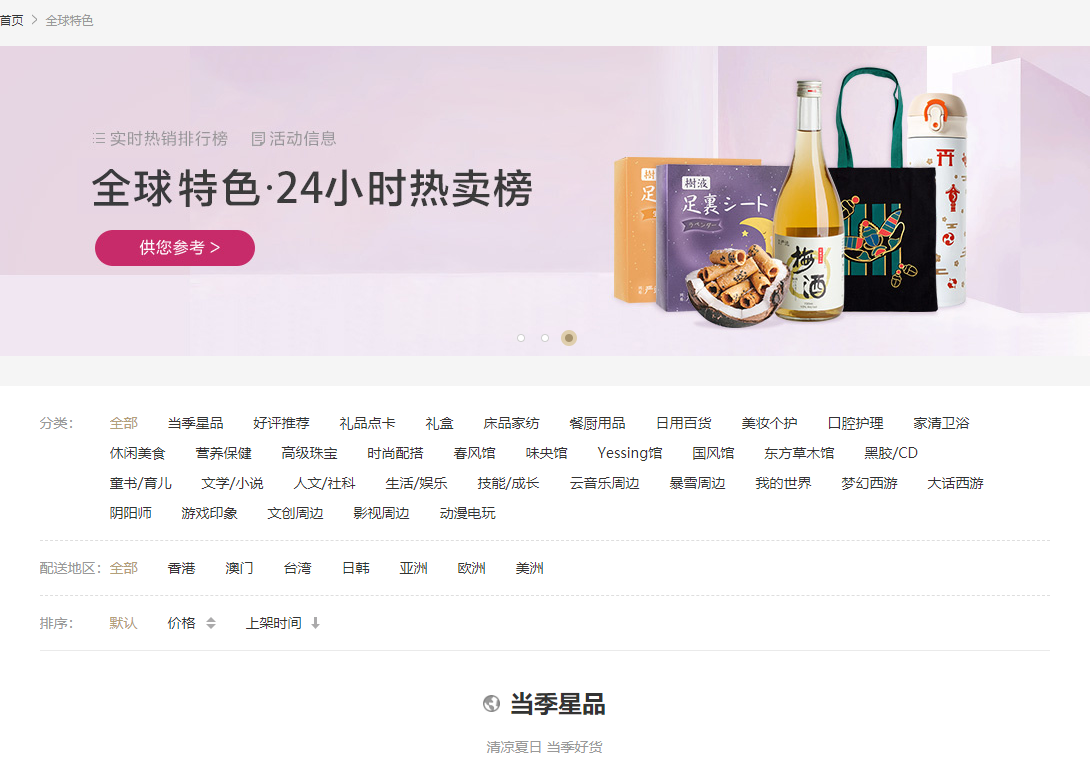 首页 > 全球特色
实时热销排行榜 活动信息
全球特色·24小时热卖榜
供您参考 >
樹
足
樹液
足裏シート
ラベンダー
梅酒
分类: 全部 当季星品 好评推荐 礼品点卡 礼盒 床品家纺 餐厨用品 日用百货 美妆个护 口腔护理 家清卫浴
休闲美食 营养保健 高级珠宝 时尚配搭 春风馆 味央馆 Yessing馆 国风馆 东方草木馆 黑胶/CD
童书/育儿 文学/小说 人文/社科 生活/娱乐 技能/成长 云音乐周边 暴雪周边 我的世界 梦幻西游 大话西游
阴阳师 游戏印象 文创周边 影视周边 动漫电玩
配送地区: 全部 香港 澳门 台湾 日韩 亚洲 欧洲 美洲
排序: 默认 价格 上架时间
当季星品
清凉夏日 当季好货